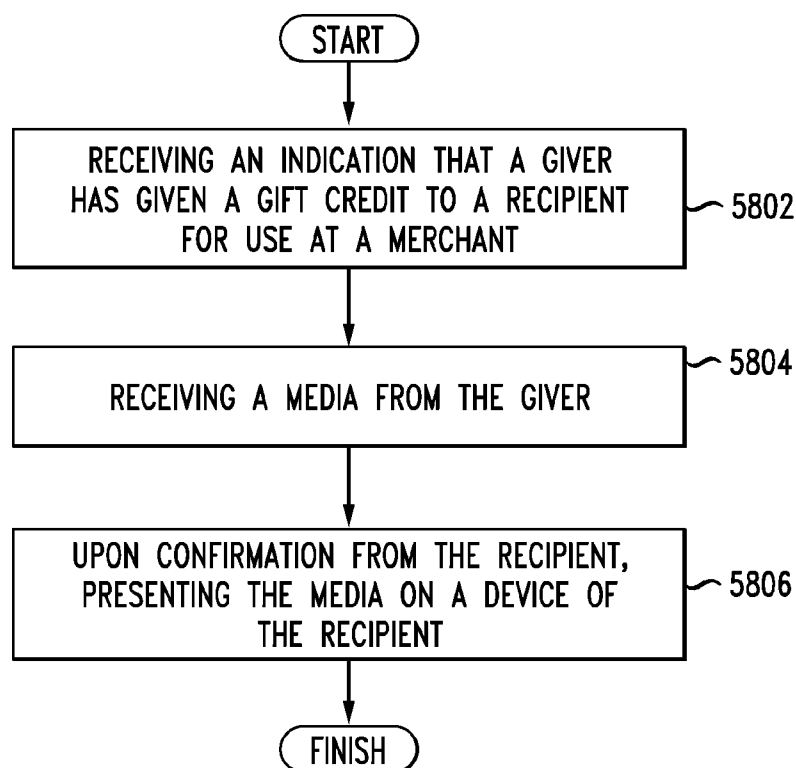 START
RECEIVING AN INDICATION THAT A GIVER
HAS GIVEN A GIFT CREDIT TO A RECIPIENT
FOR USE AT A MERCHANT
5802
RECEIVING A MEDIA FROM THE GIVER
5804
UPON CONFIRMATION FROM THE RECIPIENT,
PRESENTING THE MEDIA ON A DEVICE OF
THE RECIPIENT
5806
FINISH